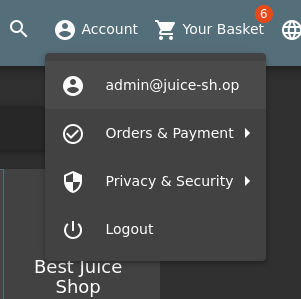 Account
Your Basket
6
admin@juice-sh.op
Orders & Payment
Privacy & Security
Logout
Best Juice
Shop